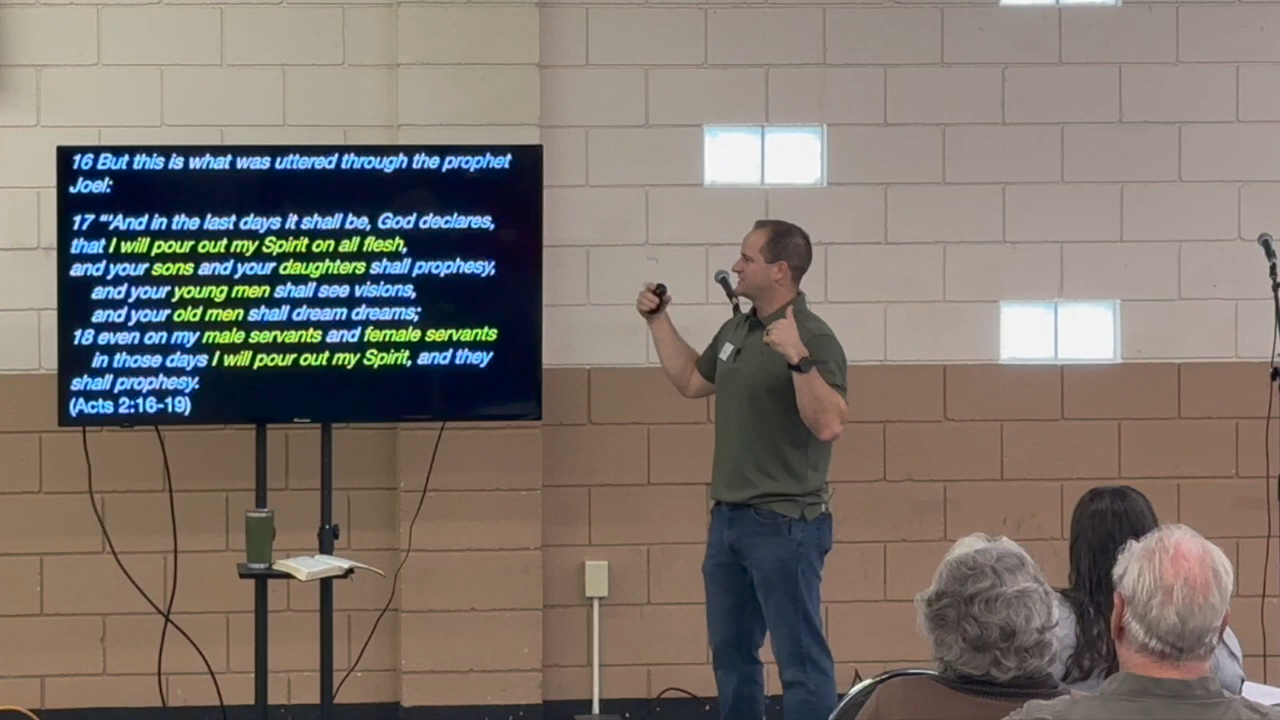 16 But this is what was uttered through the prophet
Joel:
17 “‘And in the last days it shall be, God declares,
that I will pour out my Spirit on all flesh,
and your sons and your daughters shall prophesy,
and your young men shall see visions,
and your old men shall dream dreams;
18 even on my male servants and female servants
in those days I will pour out my Spirit, and they
shall prophesy.
(Acts 2:16-19)